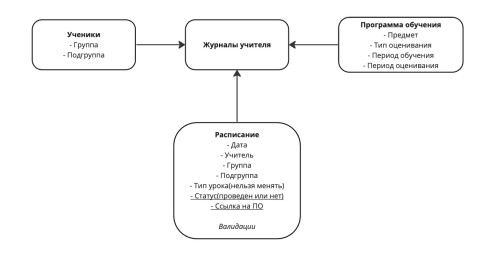 Ученики
- Группа
- Подгруппа
Журналы учителя
Программа обучения
- Предмет
- Тип оценивания
- Период обучения
- Период оценивания
Расписание
- Дата
- Учитель
- Группа
- Подгруппа
- Тип урока(нельзя менять)
- Статус(проведен или нет)
- Ссылка на ПО
Валидации